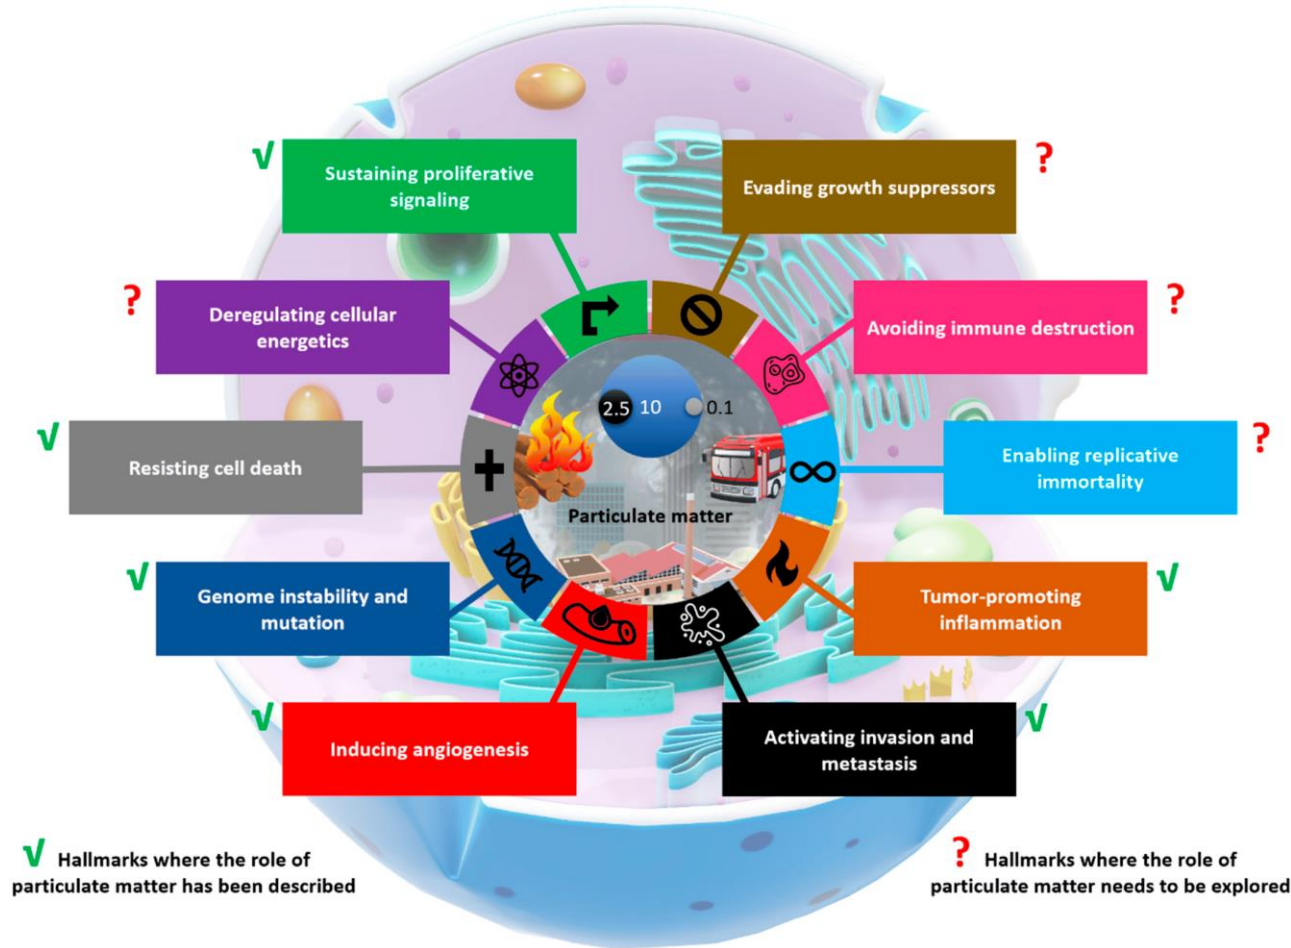 √
Sustaining proliferative
signaling
Evading growth suppressors
?
?
Deregulating cellular
energetics
Avoiding immune destruction
?
2.5 10 0.1
√
Resisting cell death
Enabling replicative
immortality
?
Particulate matter
√
Genome instability and
mutation
Tumor-promoting
inflammation
√
√
Inducing angiogenesis
Activating invasion and
metastasis
√
√ Hallmarks where the role of
particulate matter has been described
? Hallmarks where the role of
particulate matter needs to be explored